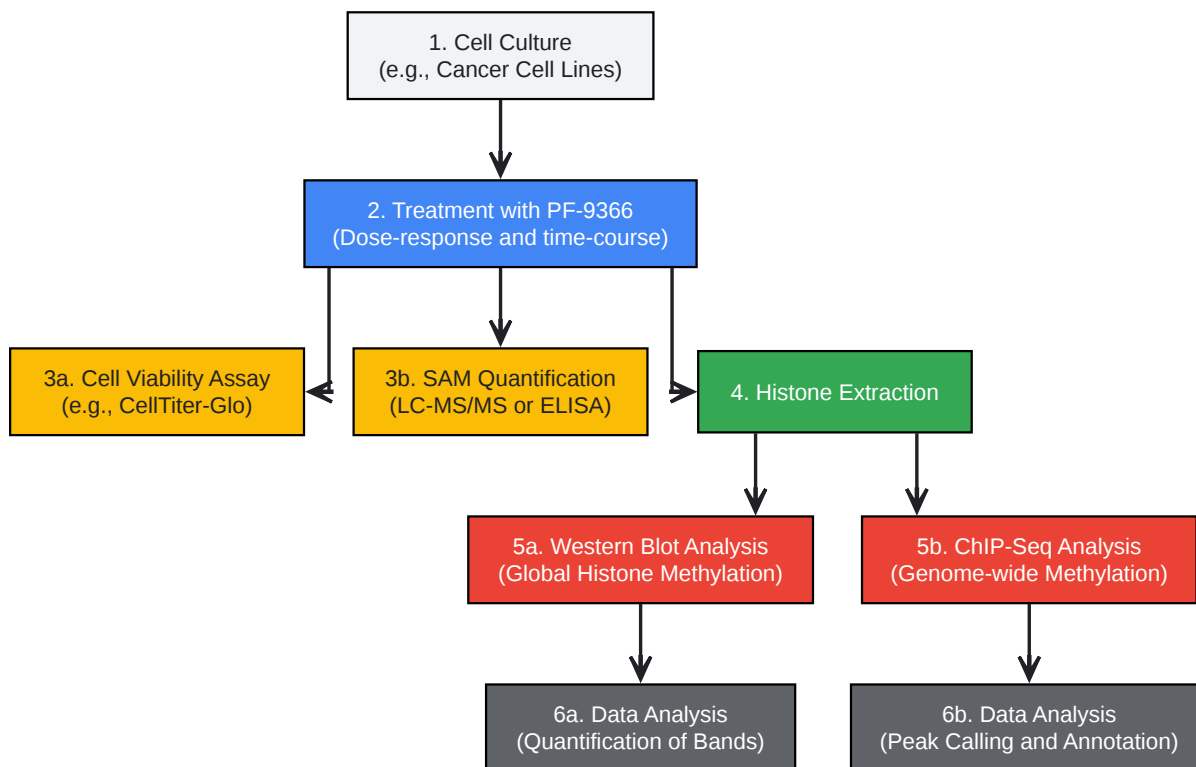 1. Cell Culture
(e.g., Cancer Cell Lines)
2. Treatment with PF-9366
(Dose-response and time-course)
3a. Cell Viability Assay
(e.g., CellTiter-Glo)
3b. SAM Quantification
(LC-MS/MS or ELISA)
4. Histone Extraction
5a. Western Blot Analysis
(Global Histone Methylation)
5b. ChIP-Seq Analysis
(Genome-wide Methylation)
6a. Data Analysis
(Quantification of Bands)
6b. Data Analysis
(Peak Calling and Annotation)